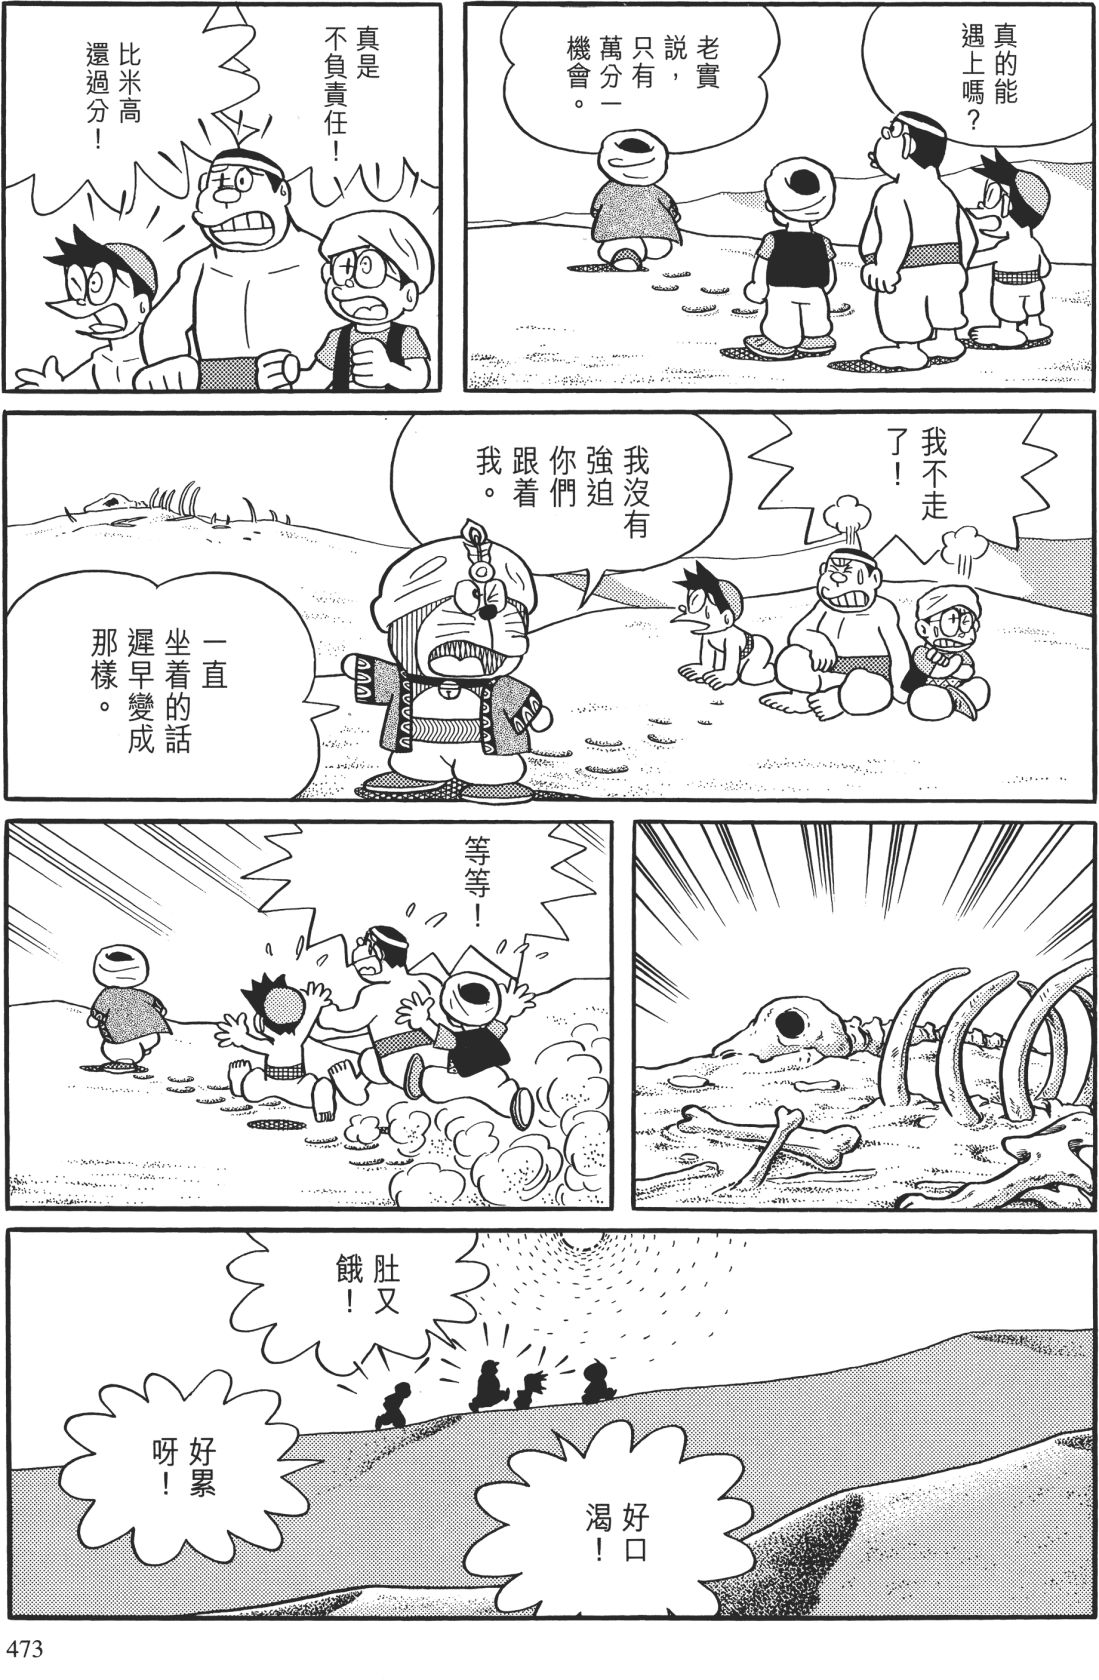 真的能
遇上嗎？
老實
説，
只有
萬分一
機會。
真是
不負責任！
比米高
還過分！
我不走
了！
我沒有
強迫
你們
跟着
我。
一直
坐着的話
遲早變成
那樣。
等等！
肚又
餓！
好口
渴！
好累
呀！
473